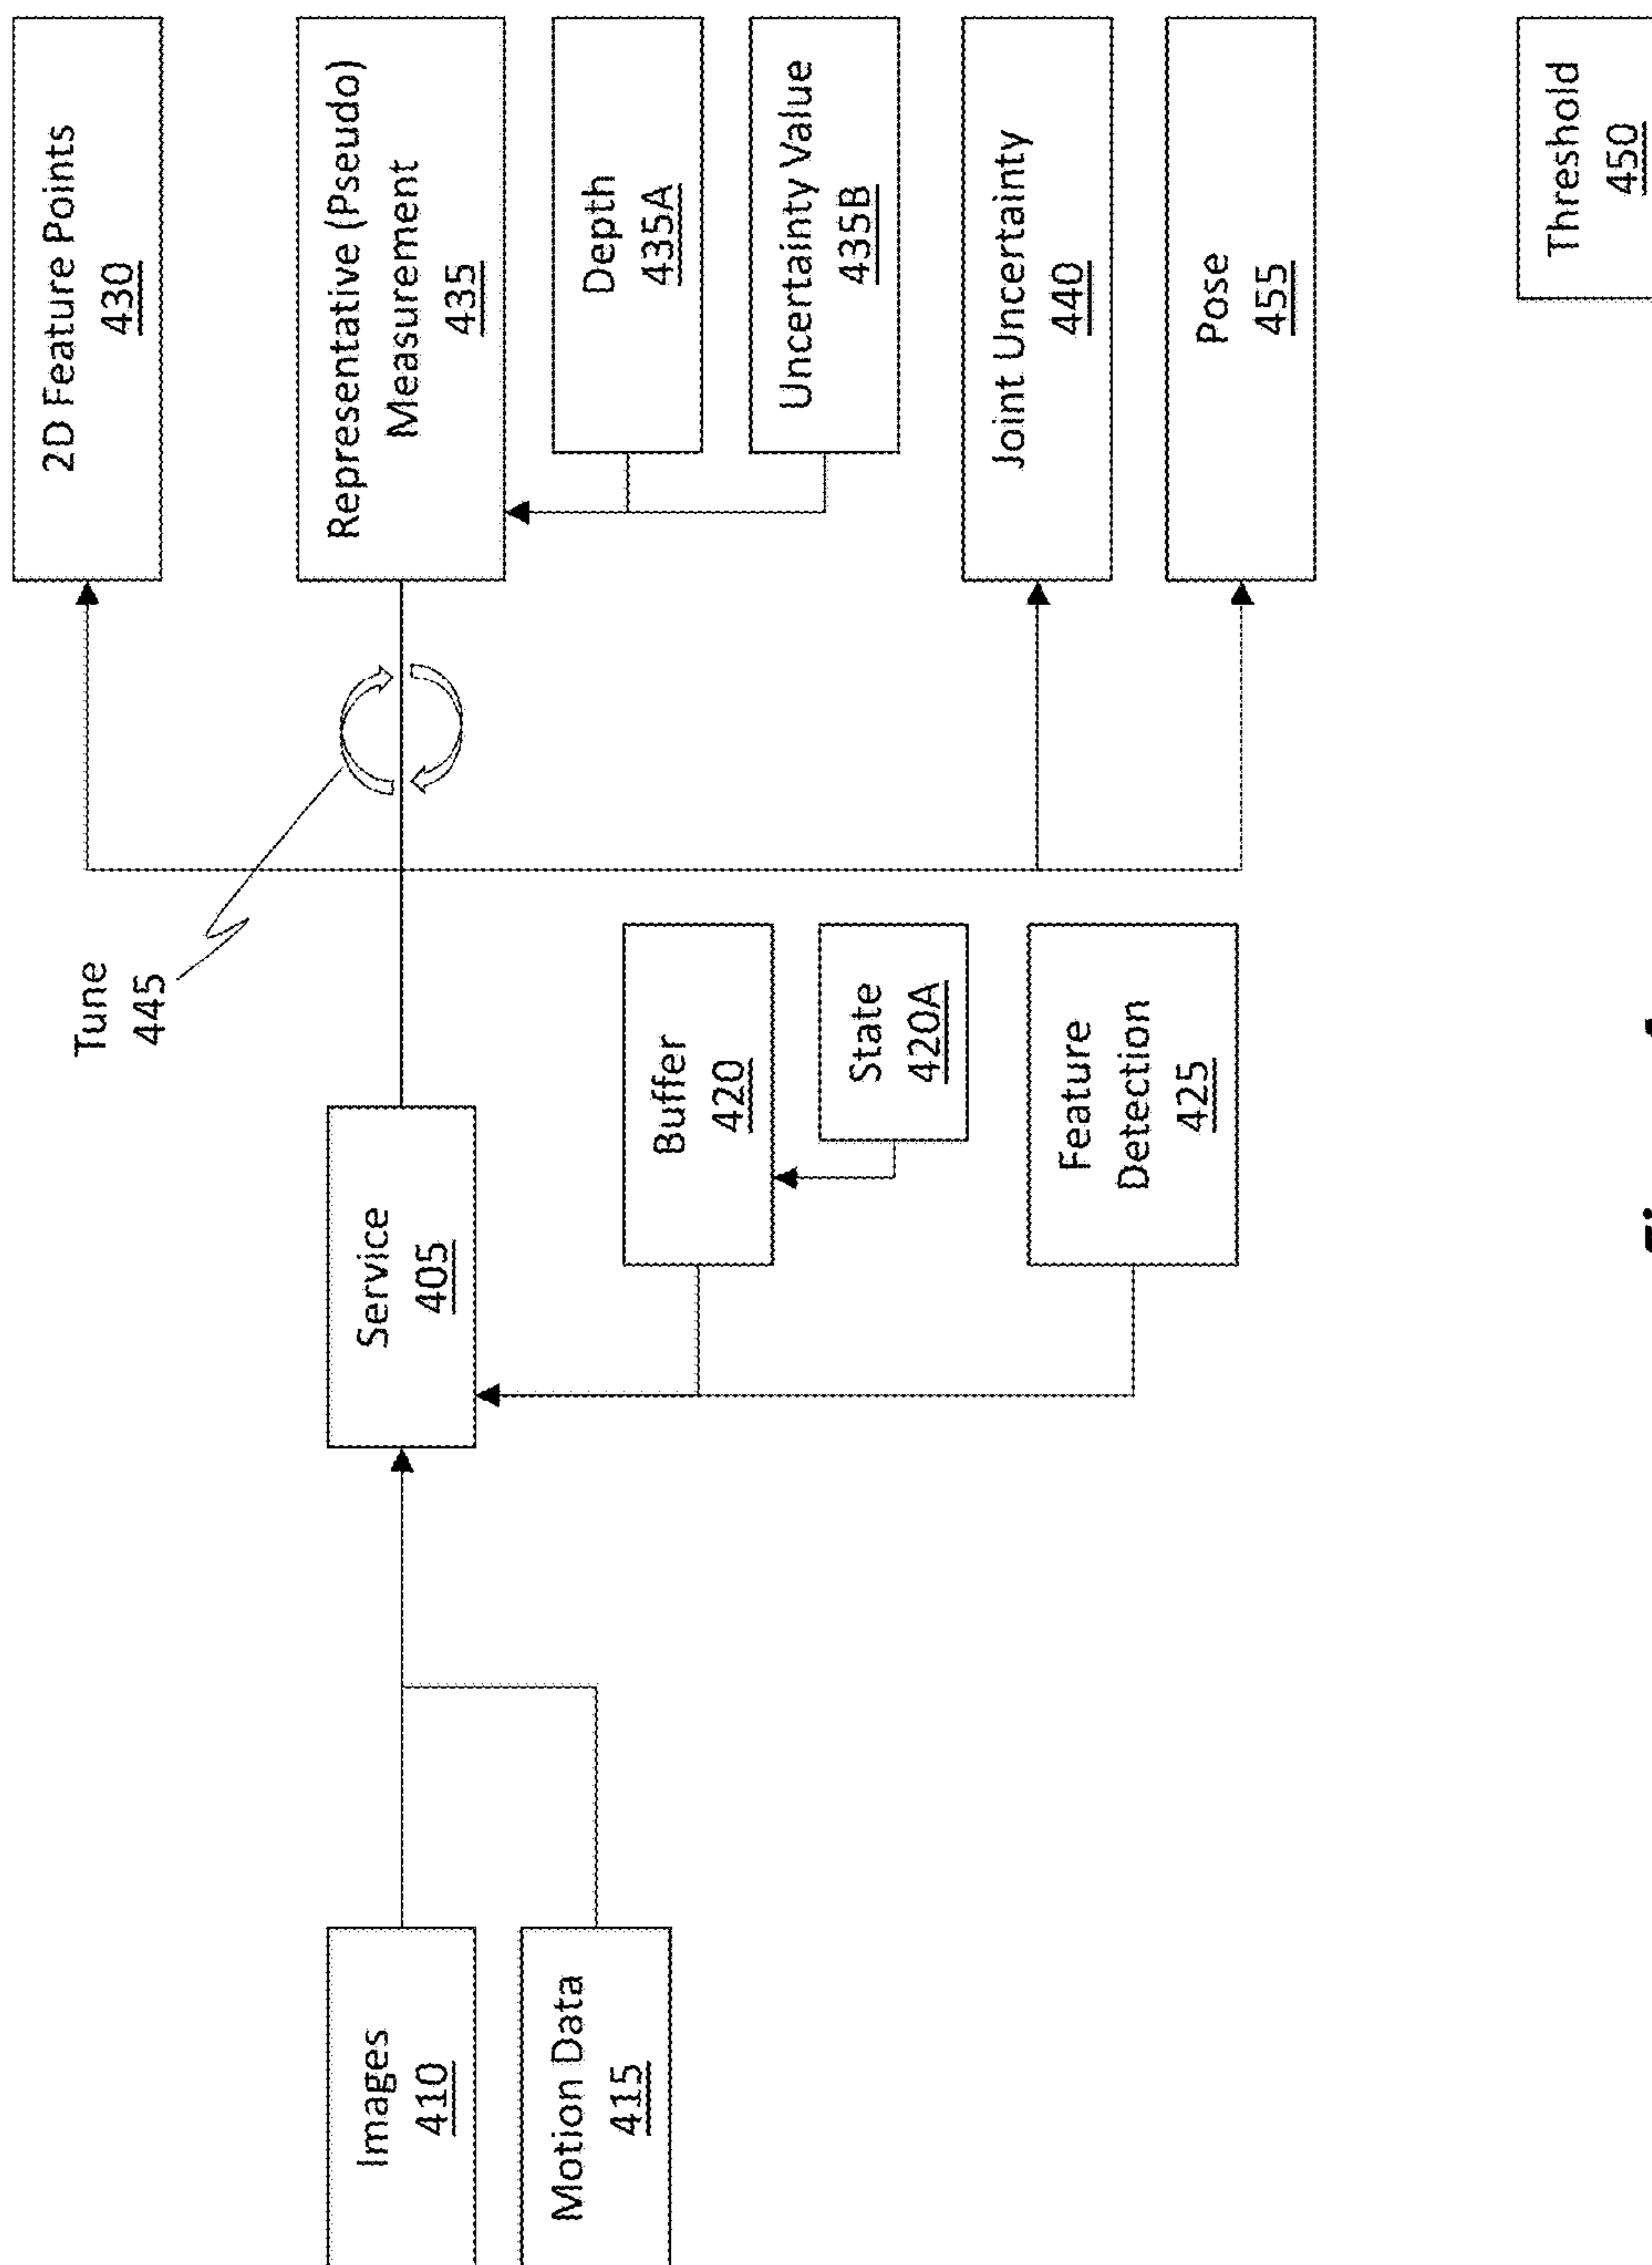 Tune
445
2D Feature Points
430
Images
410
Service
405
Representative (Pseudo)
Measurement
435
Motion Data
415
Buffer
420
Depth
435A
State
420A
Uncertainty Value
435B
Feature
Detection
425
Joint Uncertainty
440
Pose
455
Threshold
450